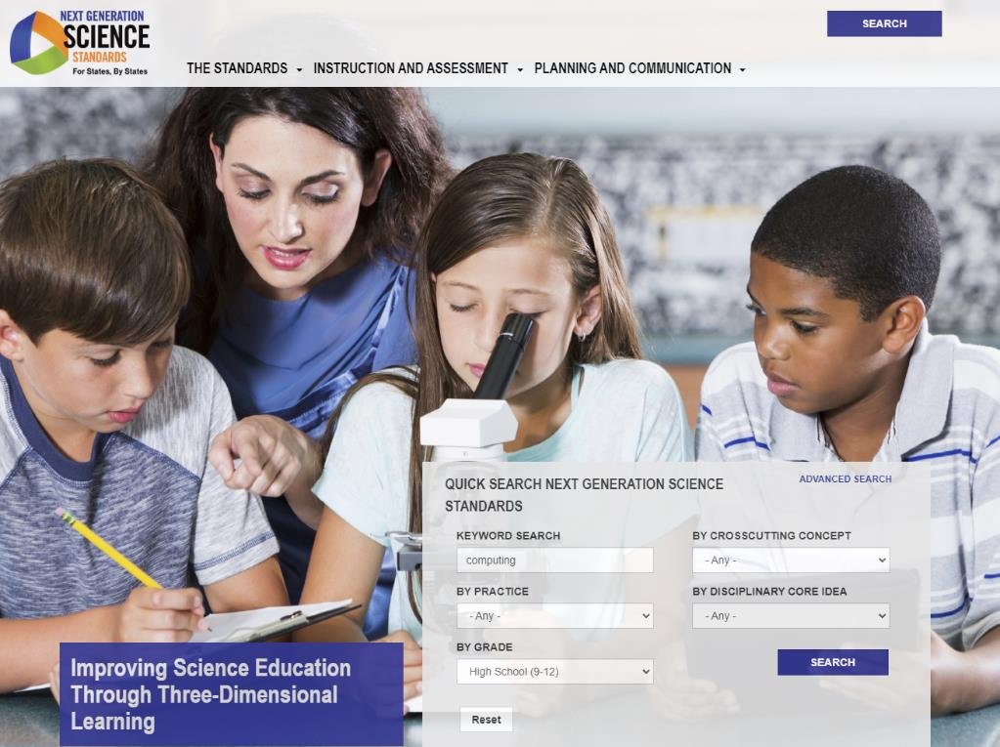 NEXT GENERATION
SCIENCE
STANDARDS
For States, By States
SEARCH
THE STANDARDS INSTRUCTION AND ASSESSMENT PLANNING AND COMMUNICATION
QUICK SEARCH NEXT GENERATION SCIENCE
STANDARDS
ADVANCED SEARCH
KEYWORD SEARCH
computing
BY CROSSCUTTING CONCEPT
- Any -
BY PRACTICE
- Any -
BY DISCIPLINARY CORE IDEA
- Any -
BY GRADE
High School (9-12)
SEARCH
Reset
Improving Science Education
Through Three-Dimensional
Learning